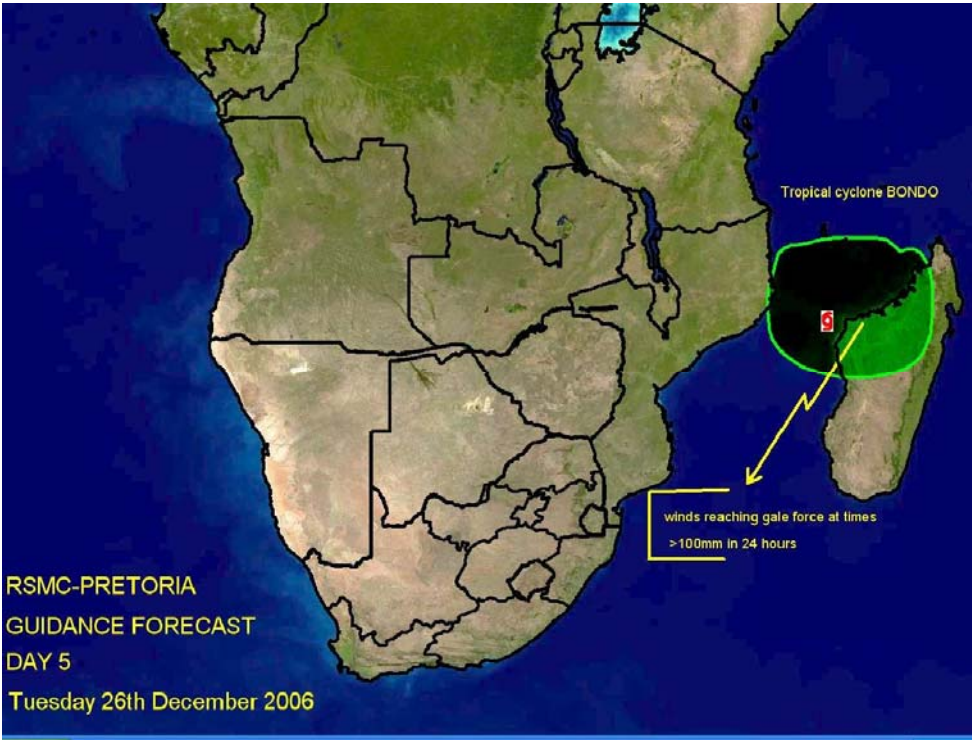 Tropical cyclone BONDO
winds reaching gale force at times
>100mm in 24 hours
RSMC-PRETORIA
GUIDANCE FORECAST
DAY 5
Tuesday 26th December 2006